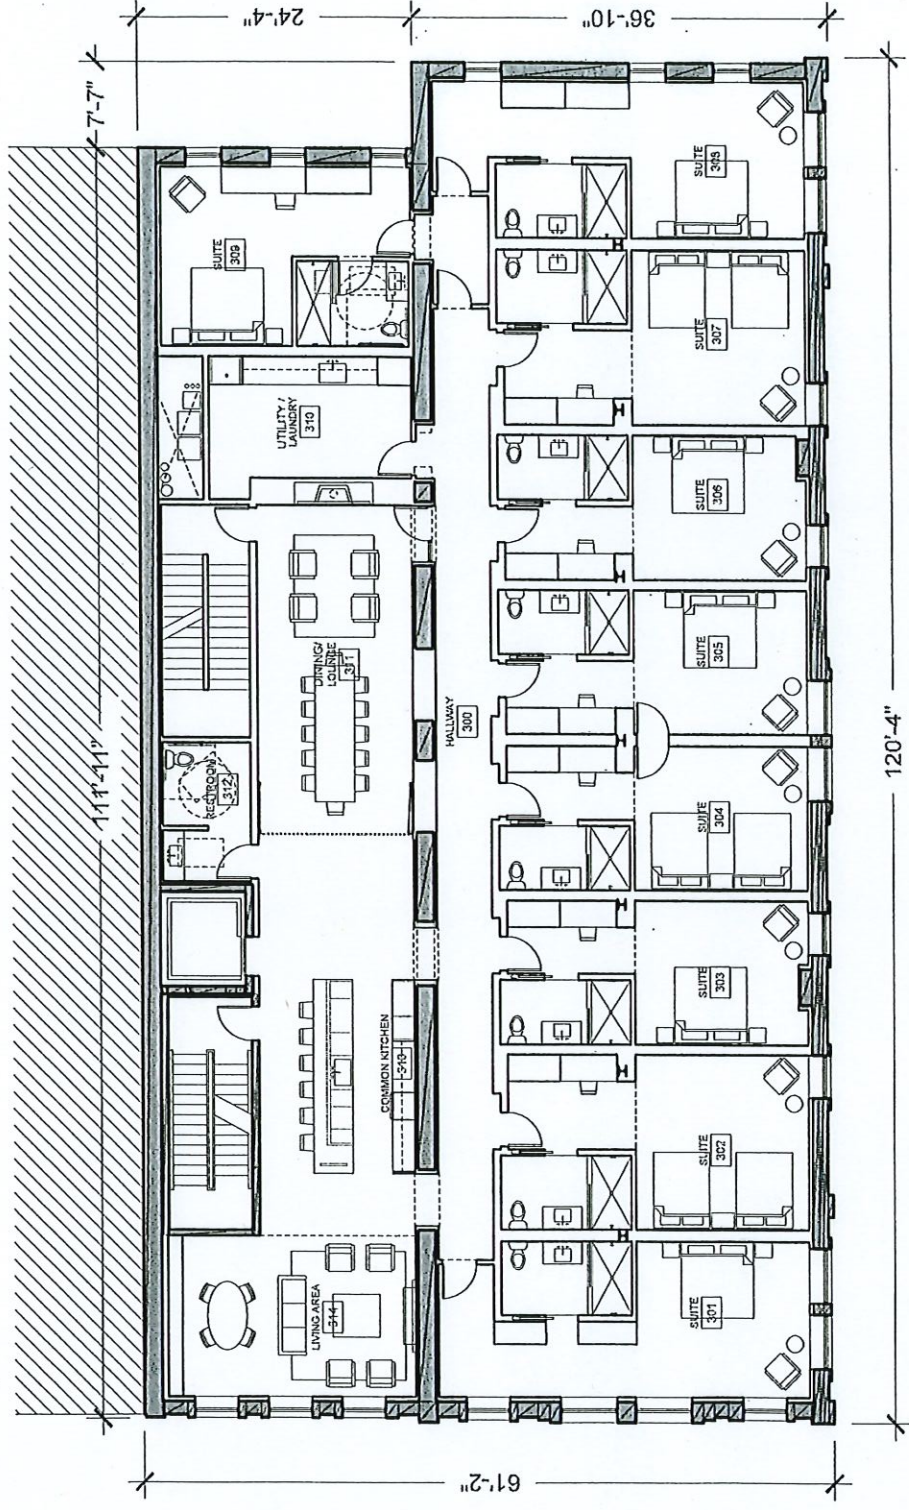 24'-4"
36'-10"
7'-7"
111'-11"
120'-4"
61'-2"
SUITE
309
UTILITY /
LAUNDRY
310
DINING/
LOUNGE
311
RESTROOM
312
COMMON KITCHEN
313
LIVING AREA
314
HALLWAY
300
SUITE
308
SUITE
307
SUITE
306
SUITE
305
SUITE
304
SUITE
303
SUITE
302
SUITE
301